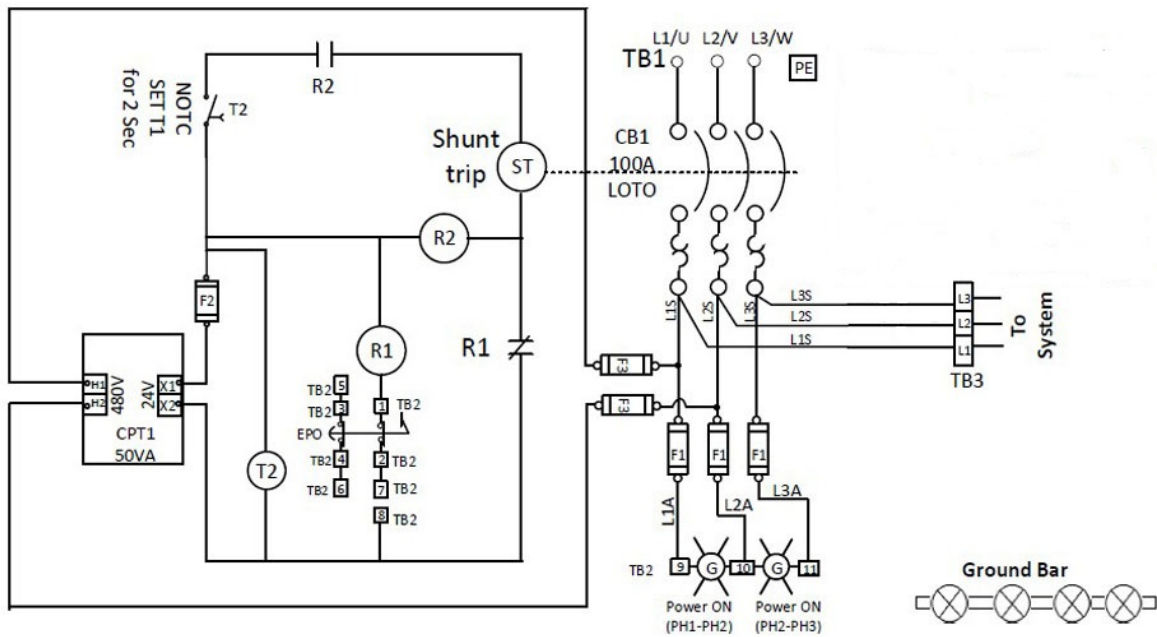 L1/U L2/V L3/W
TB1
PE
R2
NOTC
SET T1
for 2 Sec
T2
Shunt
trip
ST
CB1
100A
LOTO
R2
F2
R1
R1
L1S
L2S
L3S
L3S
L2S
L1S
L3
L2
L1
TB3
To
System
F3
F3
H1
H2
480V
24V
X1
X2
CPT1
50VA
TB2 5
TB2 3
1 TB2
EPO
TB2 4
2 TB2
TB2 6
7 TB2
8 TB2
T2
F1
F1
F1
L1A
L2A
L3A
TB2 9 G 10 G 11
Power ON
(PH1-PH2)
Power ON
(PH2-PH3)
Ground Bar